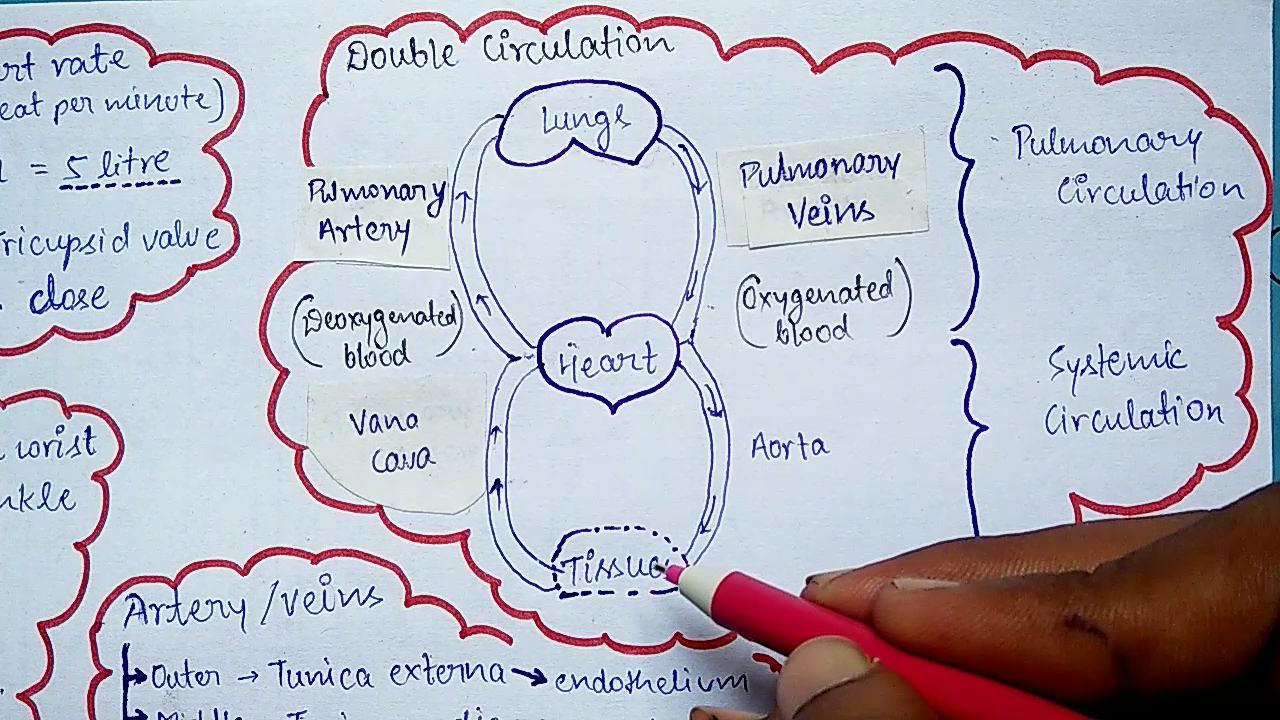 rt rate
eat per minute)
= 5 litre
Tricupsid valve
close
wrist
nkle
Double Circulation
Lungs
Pulmonary
Artery
Pulmonary
Veins
Pulmonary
Circulation
(Deoxygenated)
blood
(Oxygenated
blood)
Heart
Vana
cava
Aorta
Systemic
Circulation
Tissue
Artery/veins
Outer → Tunica externa → endothelium